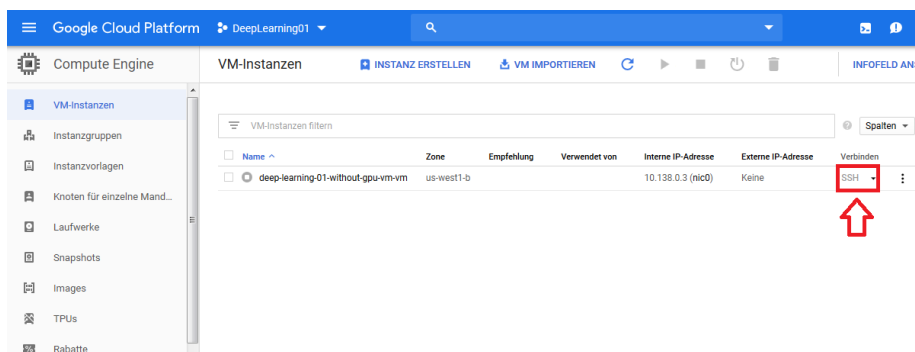 Google Cloud Platform DeepLearning01
Compute Engine VM-Instanzen INSTANZ ERSTELLEN VM IMPORTIEREN INFOFELD AN
VM-Instanzen
Instanzgruppen
Instanzvorlagen
Knoten für einzelne Mand...
Laufwerke
Snapshots
Images
TPUs
Rabatte
VM-Instanzen filtern Spalten
Name Zone Empfehlung Verwendet von Interne IP-Adresse Externe IP-Adresse Verbinden
deep-learning-01-without-gpu-vm-vm us-west1-b 10.138.0.3 (nic0) Keine SSH